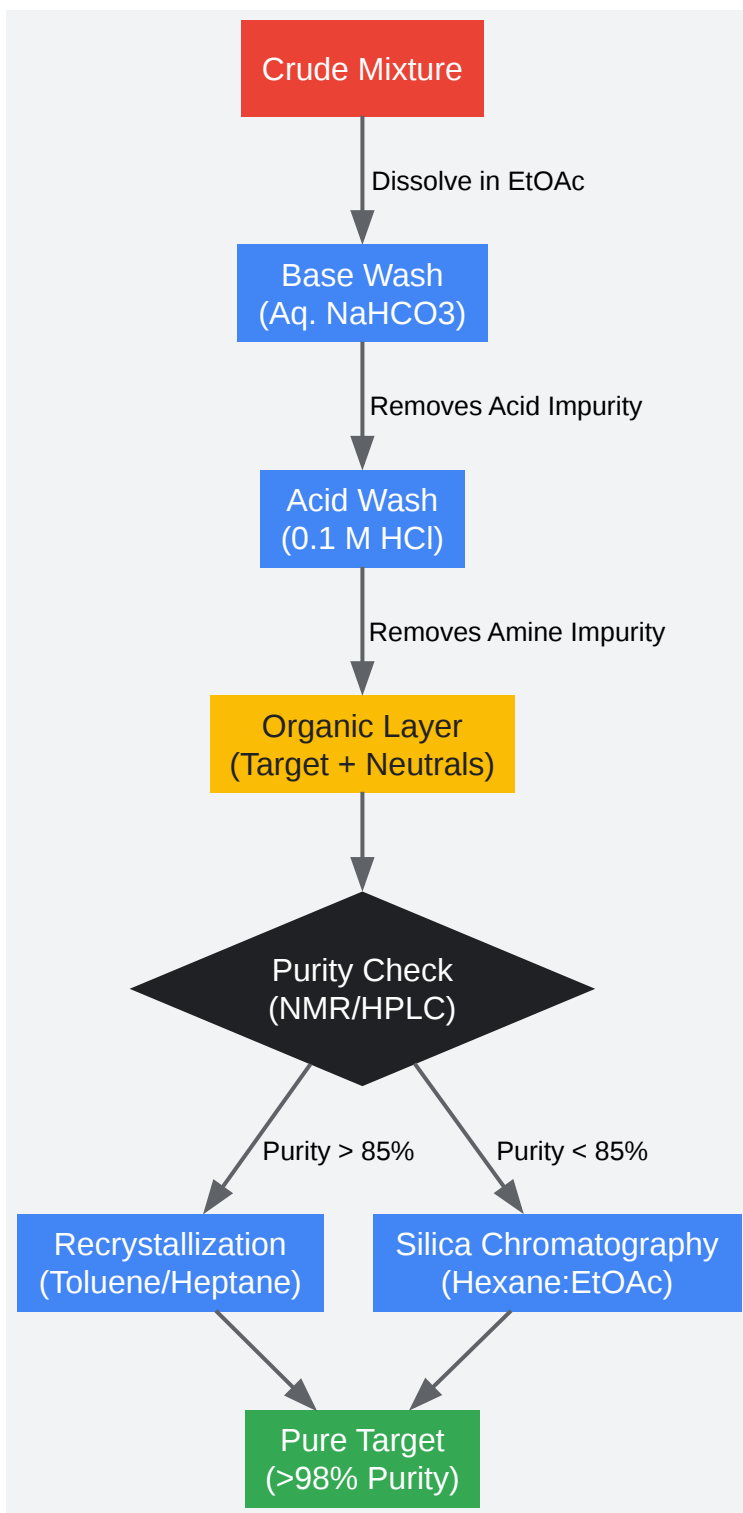 Crude Mixture
Dissolve in EtOAc
Base Wash
(Aq. NaHCO3)
Removes Acid Impurity
Acid Wash
(0.1 M HCl)
Removes Amine Impurity
Organic Layer
(Target + Neutrals)
Purity Check
(NMR/HPLC)
Purity > 85%
Purity < 85%
Recrystallization
(Toluene/Heptane)
Silica Chromatography
(Hexane:EtOAc)
Pure Target
(>98% Purity)